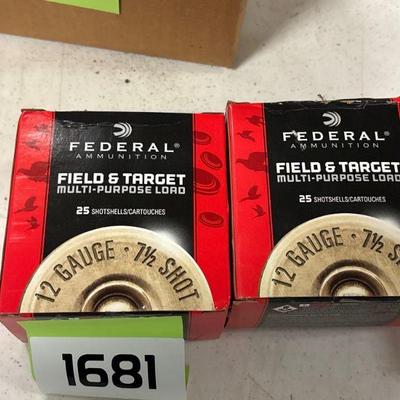 FEDERAL
AMMUNITION
FIELD & TARGET
MULTI-PURPOSE LOAD
25 SHOTSHELLS/CARTOUCHES
12 GAUGE · 7½ SHOT
1681
FEDERAL
AMMUNITION
FIELD & TARGET
MULTI-PURPOSE LOAD
25 SHOTSHELLS/CARTOUCHES
12 GAUGE · 7½ S